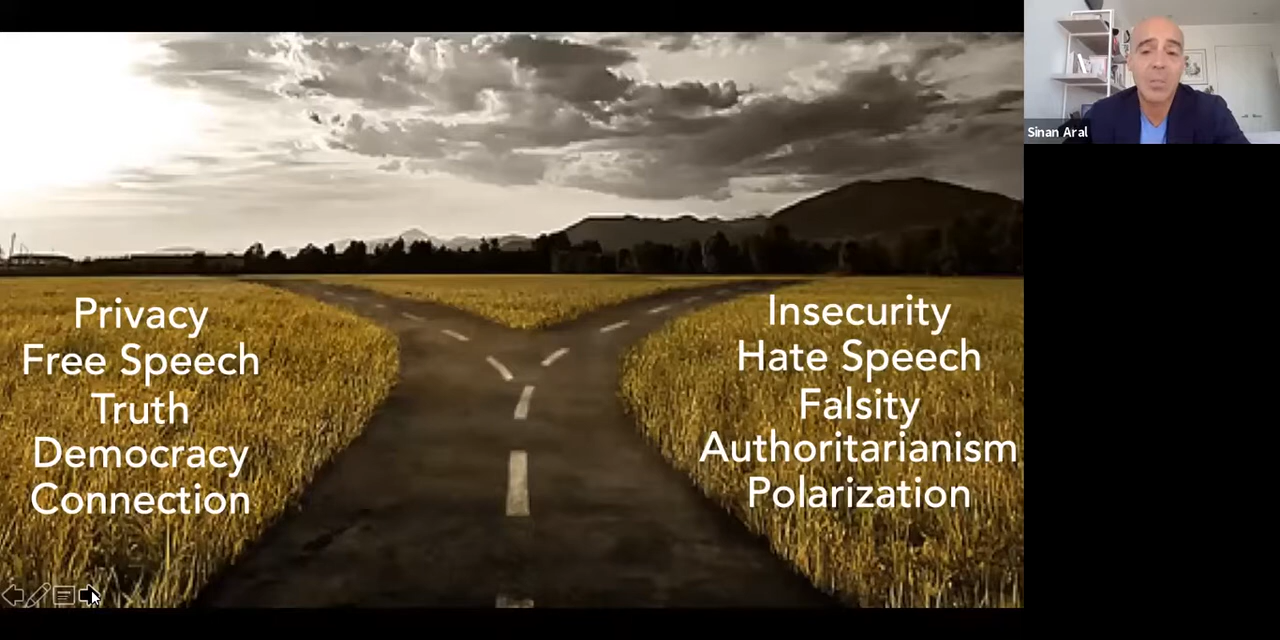 Privacy
Free Speech
Truth
Democracy
Connection
Insecurity
Hate Speech
Falsity
Authoritarianism
Polarization
Sinan Aral